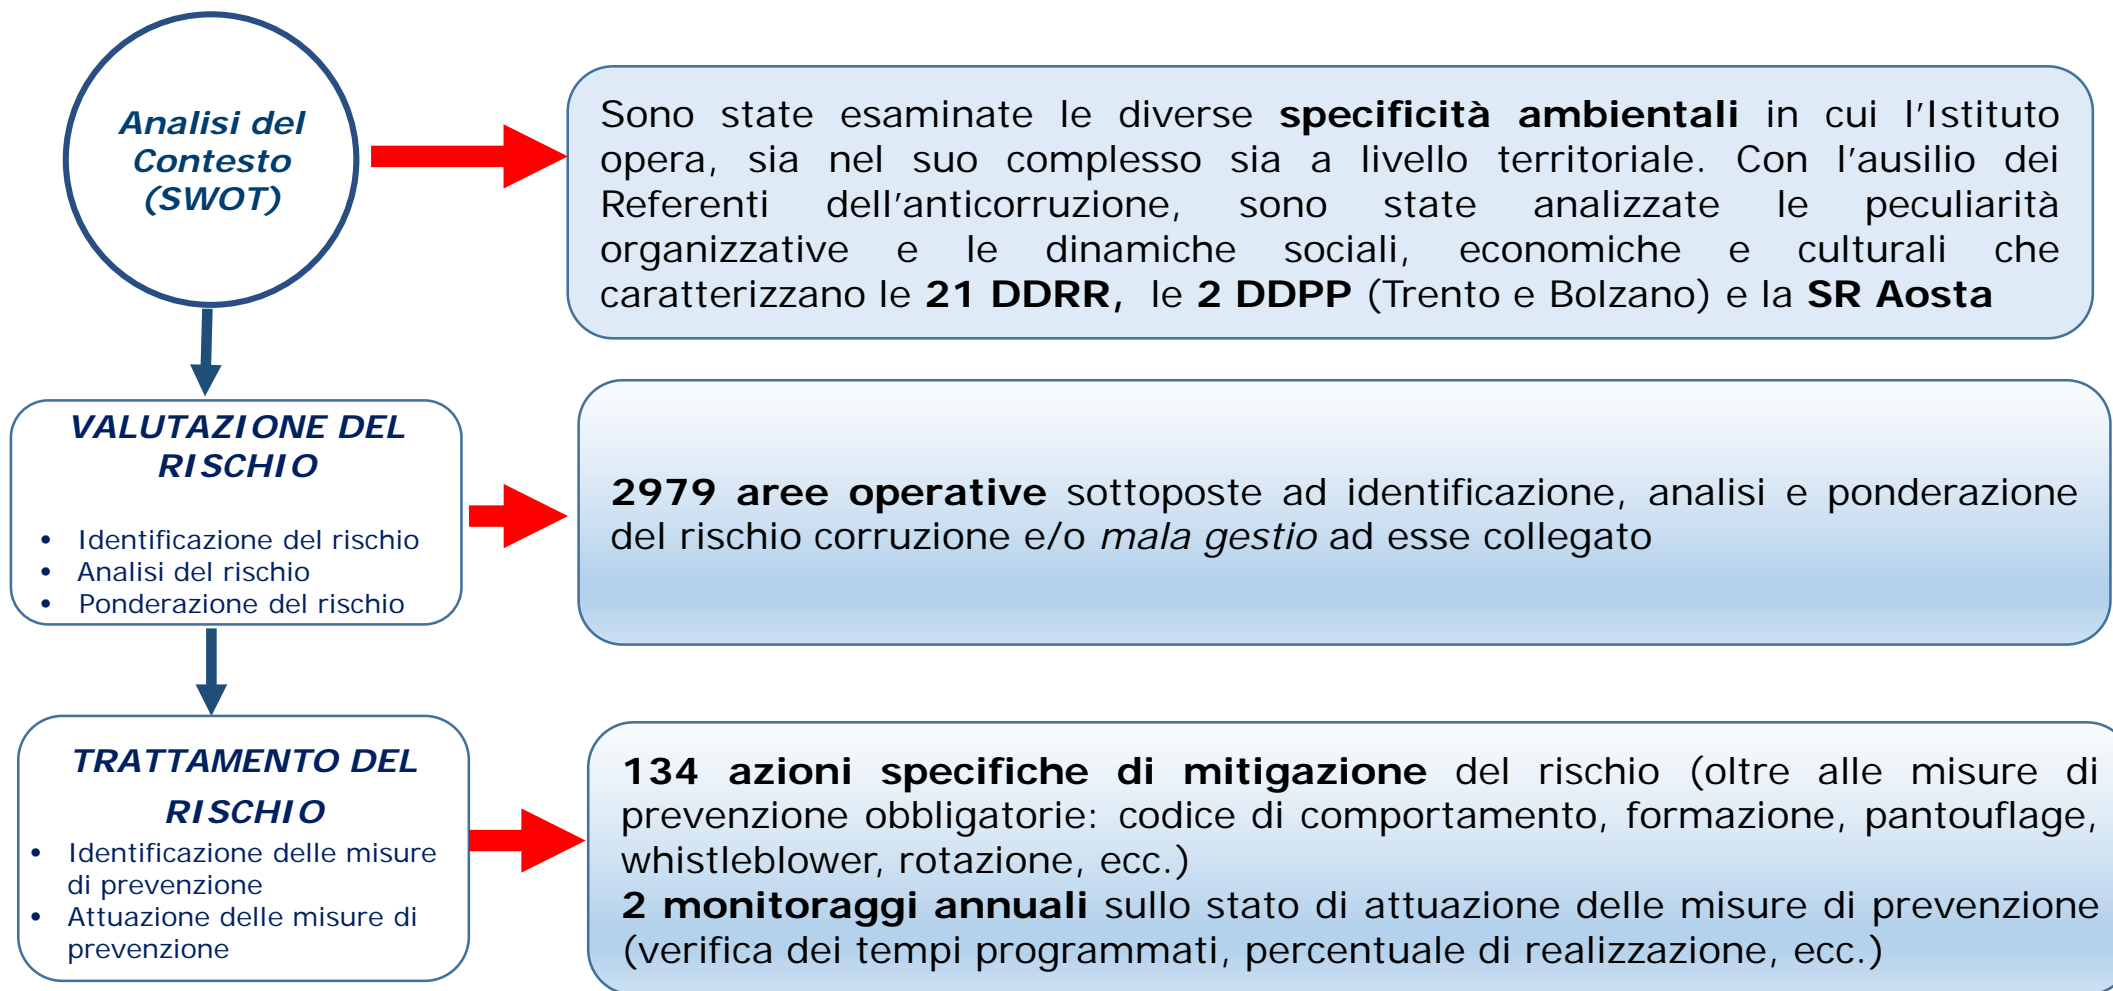 Analisi del
Contesto
(SWOT)
Sono state esaminate le diverse specificità ambientali in cui l'Istituto
opera, sia nel suo complesso sia a livello territoriale. Con l'ausilio dei
Referenti dell'anticorruzione, sono state analizzate le peculiarità
organizzative e le dinamiche sociali, economiche e culturali che
caratterizzano le 21 DDRR, le 2 DDPP (Trento e Bolzano) e la SR Aosta
VALUTAZIONE DEL
RISCHIO
• Identificazione del rischio
• Analisi del rischio
• Ponderazione del rischio
2979 aree operative sottoposte ad identificazione, analisi e ponderazione
del rischio corruzione e/o mala gestio ad esse collegato
TRATTAMENTO DEL
RISCHIO
• Identificazione delle misure
di prevenzione
• Attuazione delle misure di
prevenzione
134 azioni specifiche di mitigazione del rischio (oltre alle misure di
prevenzione obbligatorie: codice di comportamento, formazione, pantouflage,
whistleblower, rotazione, ecc.)
2 monitoraggi annuali sullo stato di attuazione delle misure di prevenzione
(verifica dei tempi programmati, percentuale di realizzazione, ecc.)